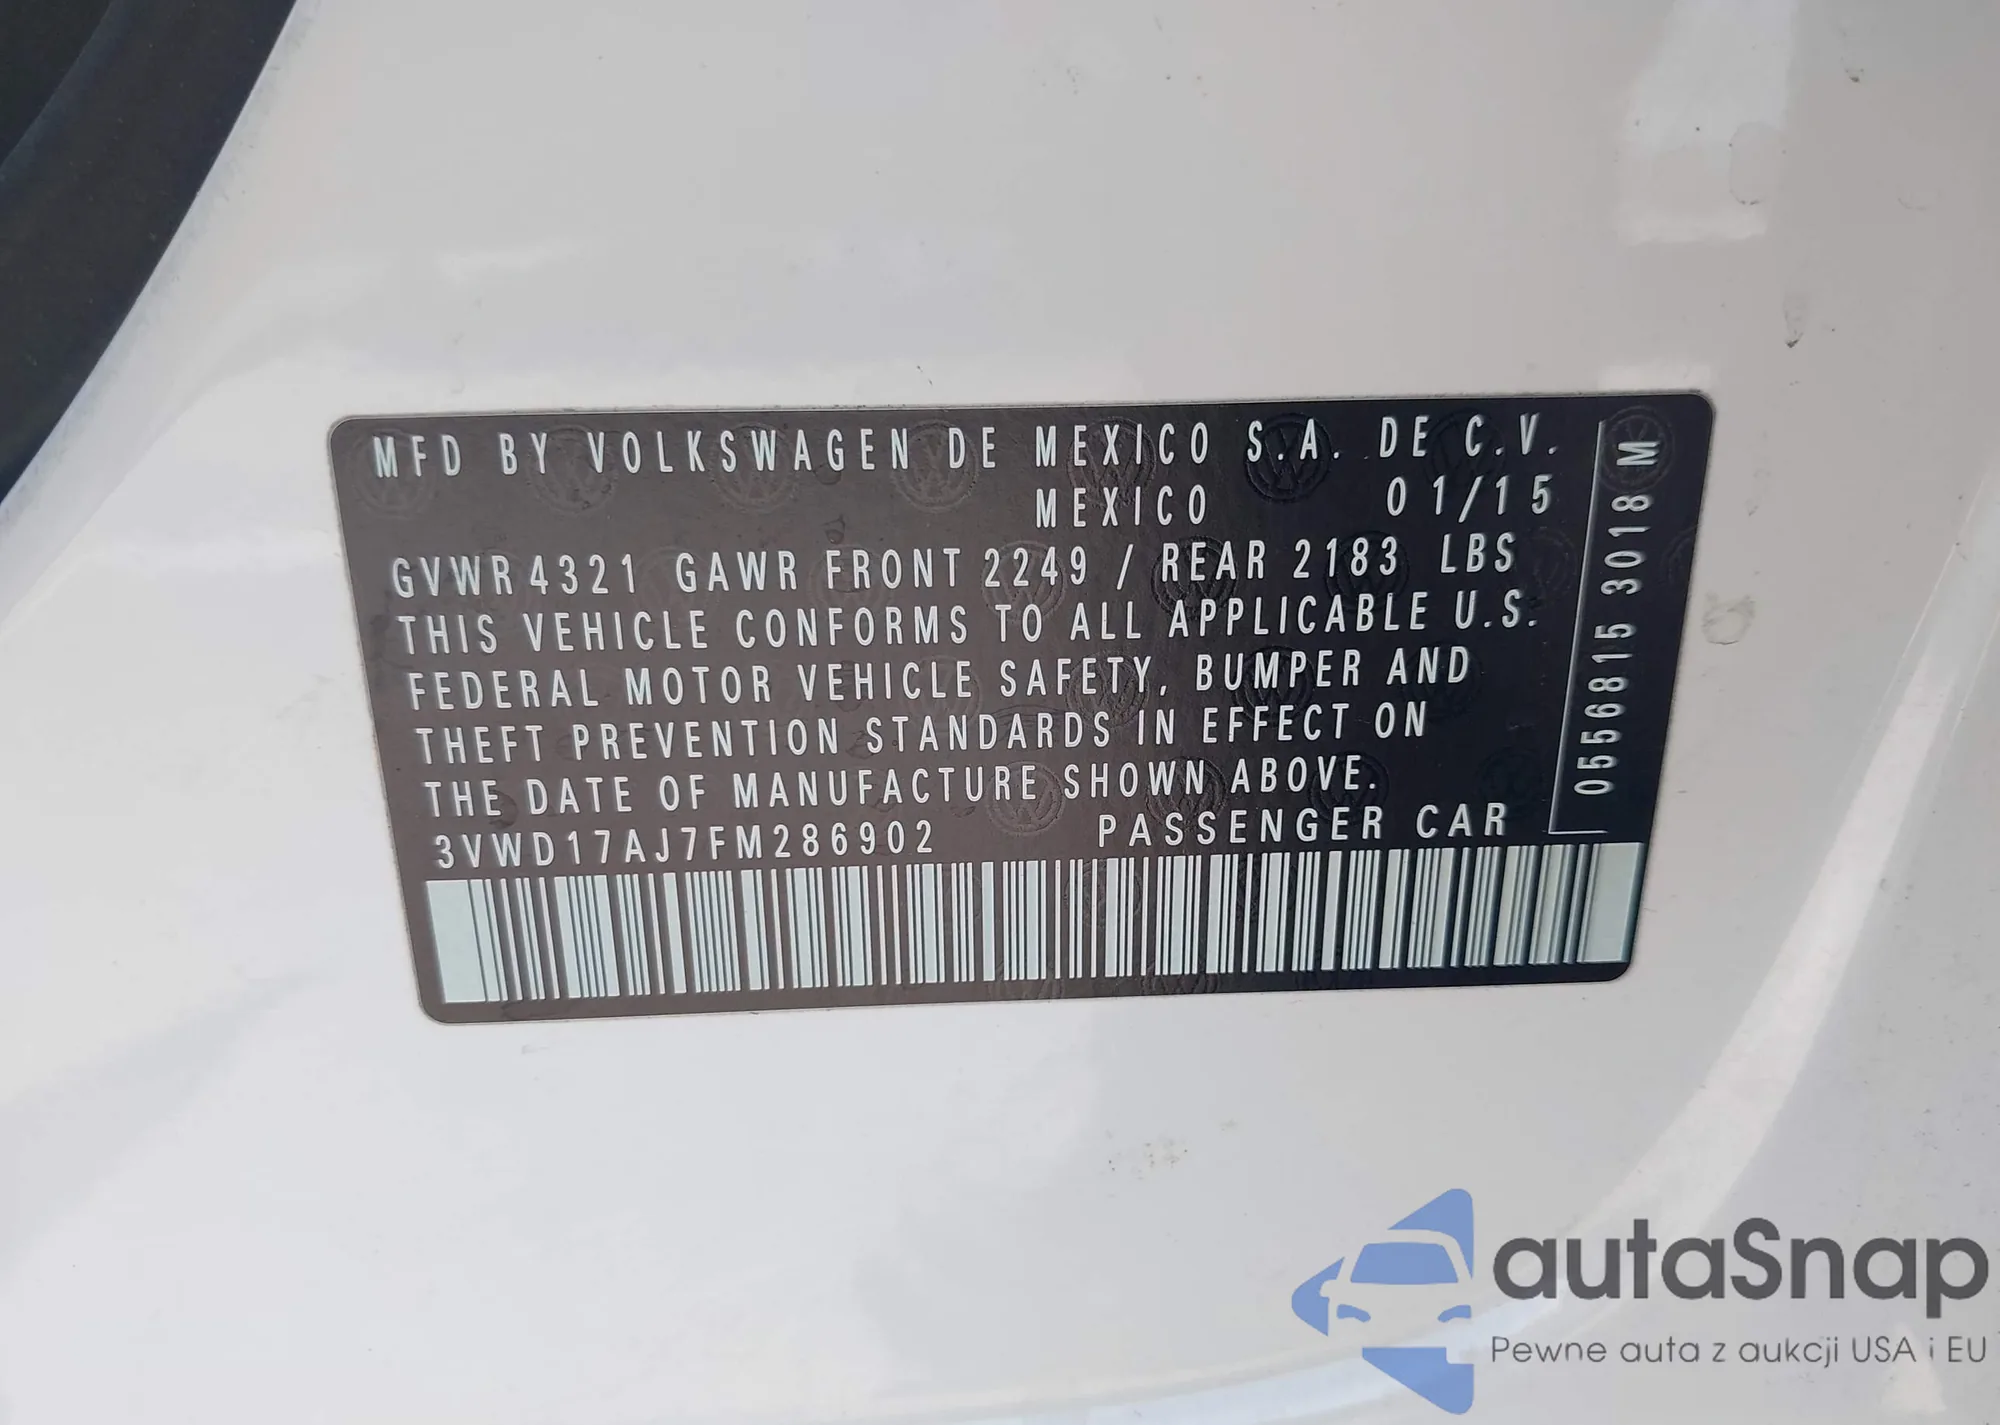 MFD BY VOLKSWAGEN DE MEXICO S.A. DE C.V.
MEXICO 01/15
GVWR 4321 GAWR FRONT 2249 / REAR 2183 LBS
THIS VEHICLE CONFORMS TO ALL APPLICABLE U.S.
FEDERAL MOTOR VEHICLE SAFETY, BUMPER AND
THEFT PREVENTION STANDARDS IN EFFECT ON
THE DATE OF MANUFACTURE SHOWN ABOVE.
3VWD17AJ7FM286902 PASSENGER CAR
0556815 3018 M
autaSnap
Pewne auta z aukcji USA i EU